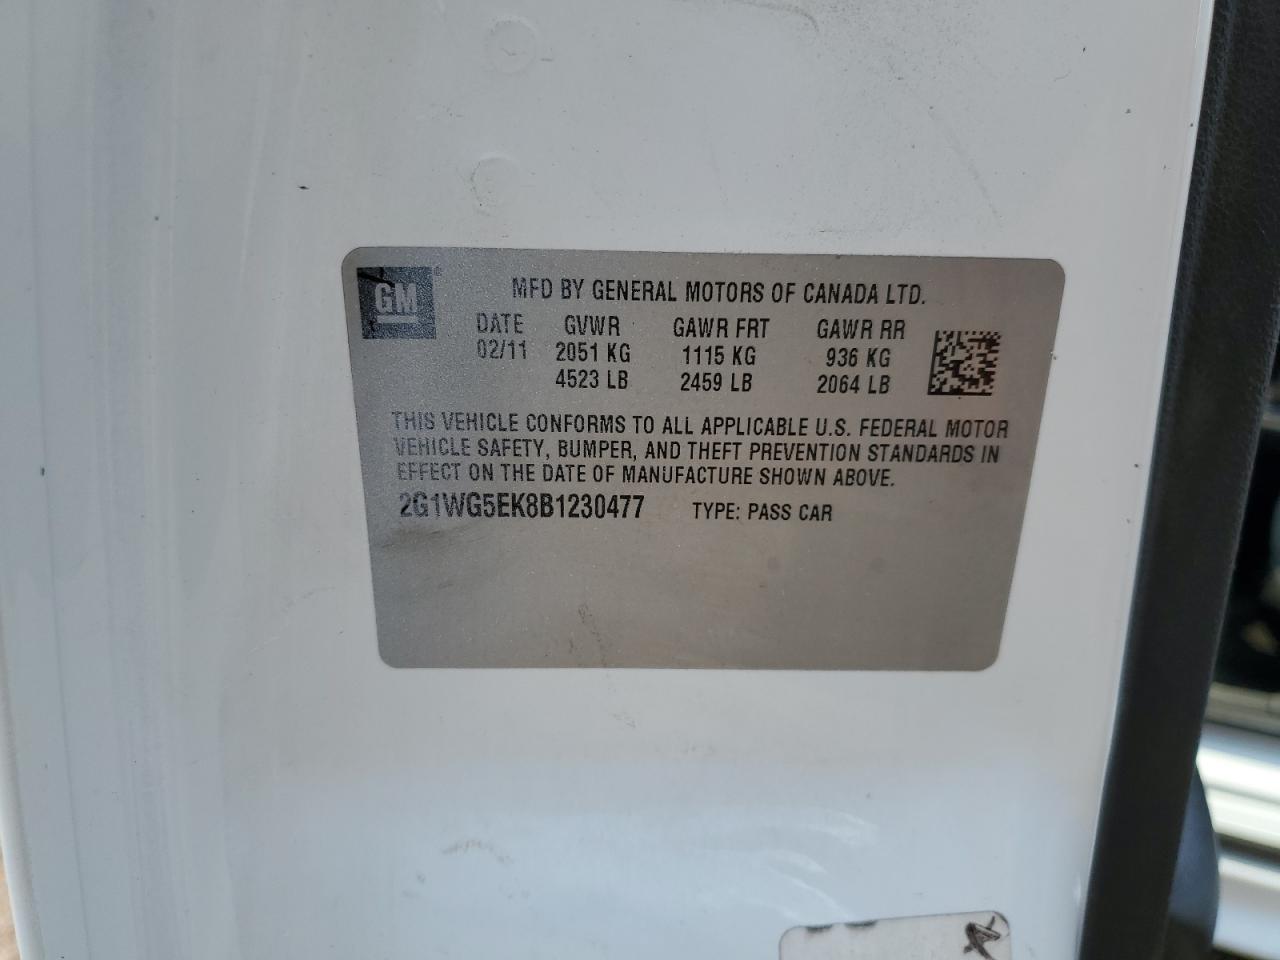 GM
MFD BY GENERAL MOTORS OF CANADA LTD.
DATE GVWR GAWR FRT GAWR RR
02/11 2051 KG 1115 KG 936 KG
4523 LB 2459 LB 2064 LB
THIS VEHICLE CONFORMS TO ALL APPLICABLE U.S. FEDERAL MOTOR
VEHICLE SAFETY, BUMPER, AND THEFT PREVENTION STANDARDS IN
EFFECT ON THE DATE OF MANUFACTURE SHOWN ABOVE.
2G1WG5EK8B1230477 TYPE: PASS CAR